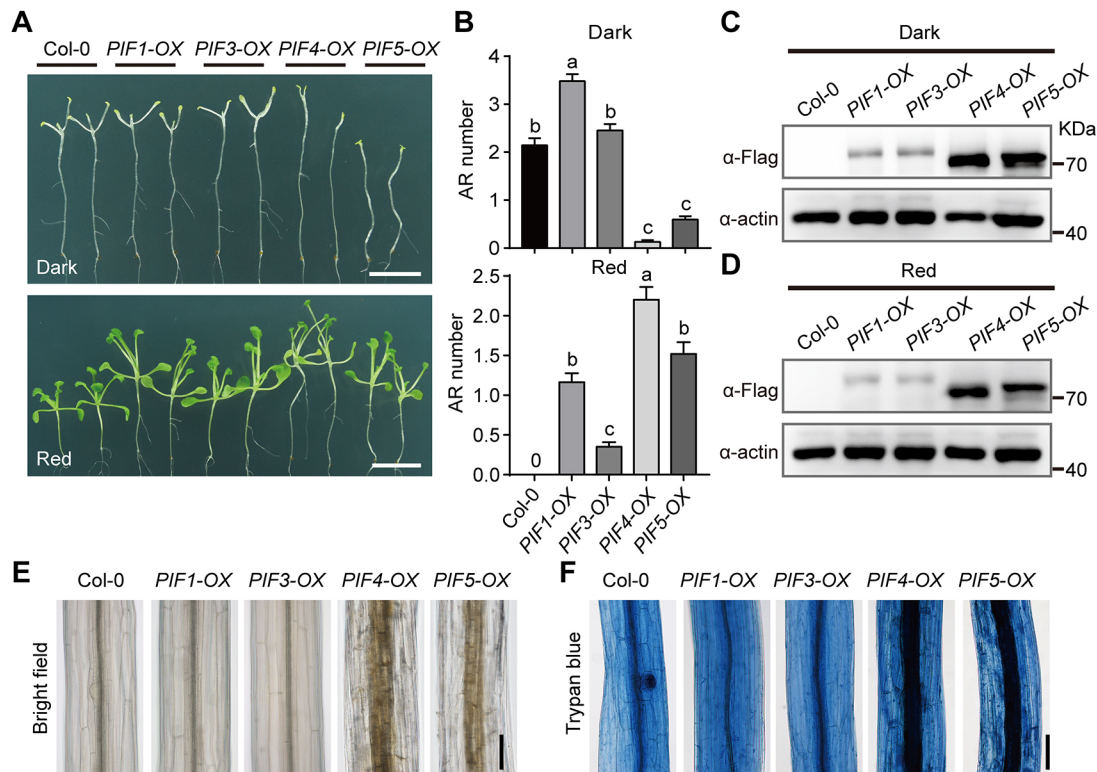 A
Col-0 PIF1-OX PIF3-OX PIF4-OX PIF5-OX
Dark
Red
B
Dark
AR number
4
3
2
1
0
b
a
b
c
c
Red
AR number
2.5
2.0
1.5
1.0
0.5
0.0
0
b
c
a
b
Col-0
PIF1-OX
PIF3-OX
PIF4-OX
PIF5-OX
C
Dark
Col-0
PIF1-OX
PIF3-OX
PIF4-OX
PIF5-OX
KDa
α-Flag
70
α-actin
40
D
Red
Col-0
PIF1-OX
PIF3-OX
PIF4-OX
PIF5-OX
α-Flag
70
α-actin
40
E
Col-0 PIF1-OX PIF3-OX PIF4-OX PIF5-OX
Bright field
F
Col-0 PIF1-OX PIF3-OX PIF4-OX PIF5-OX
Trypan blue